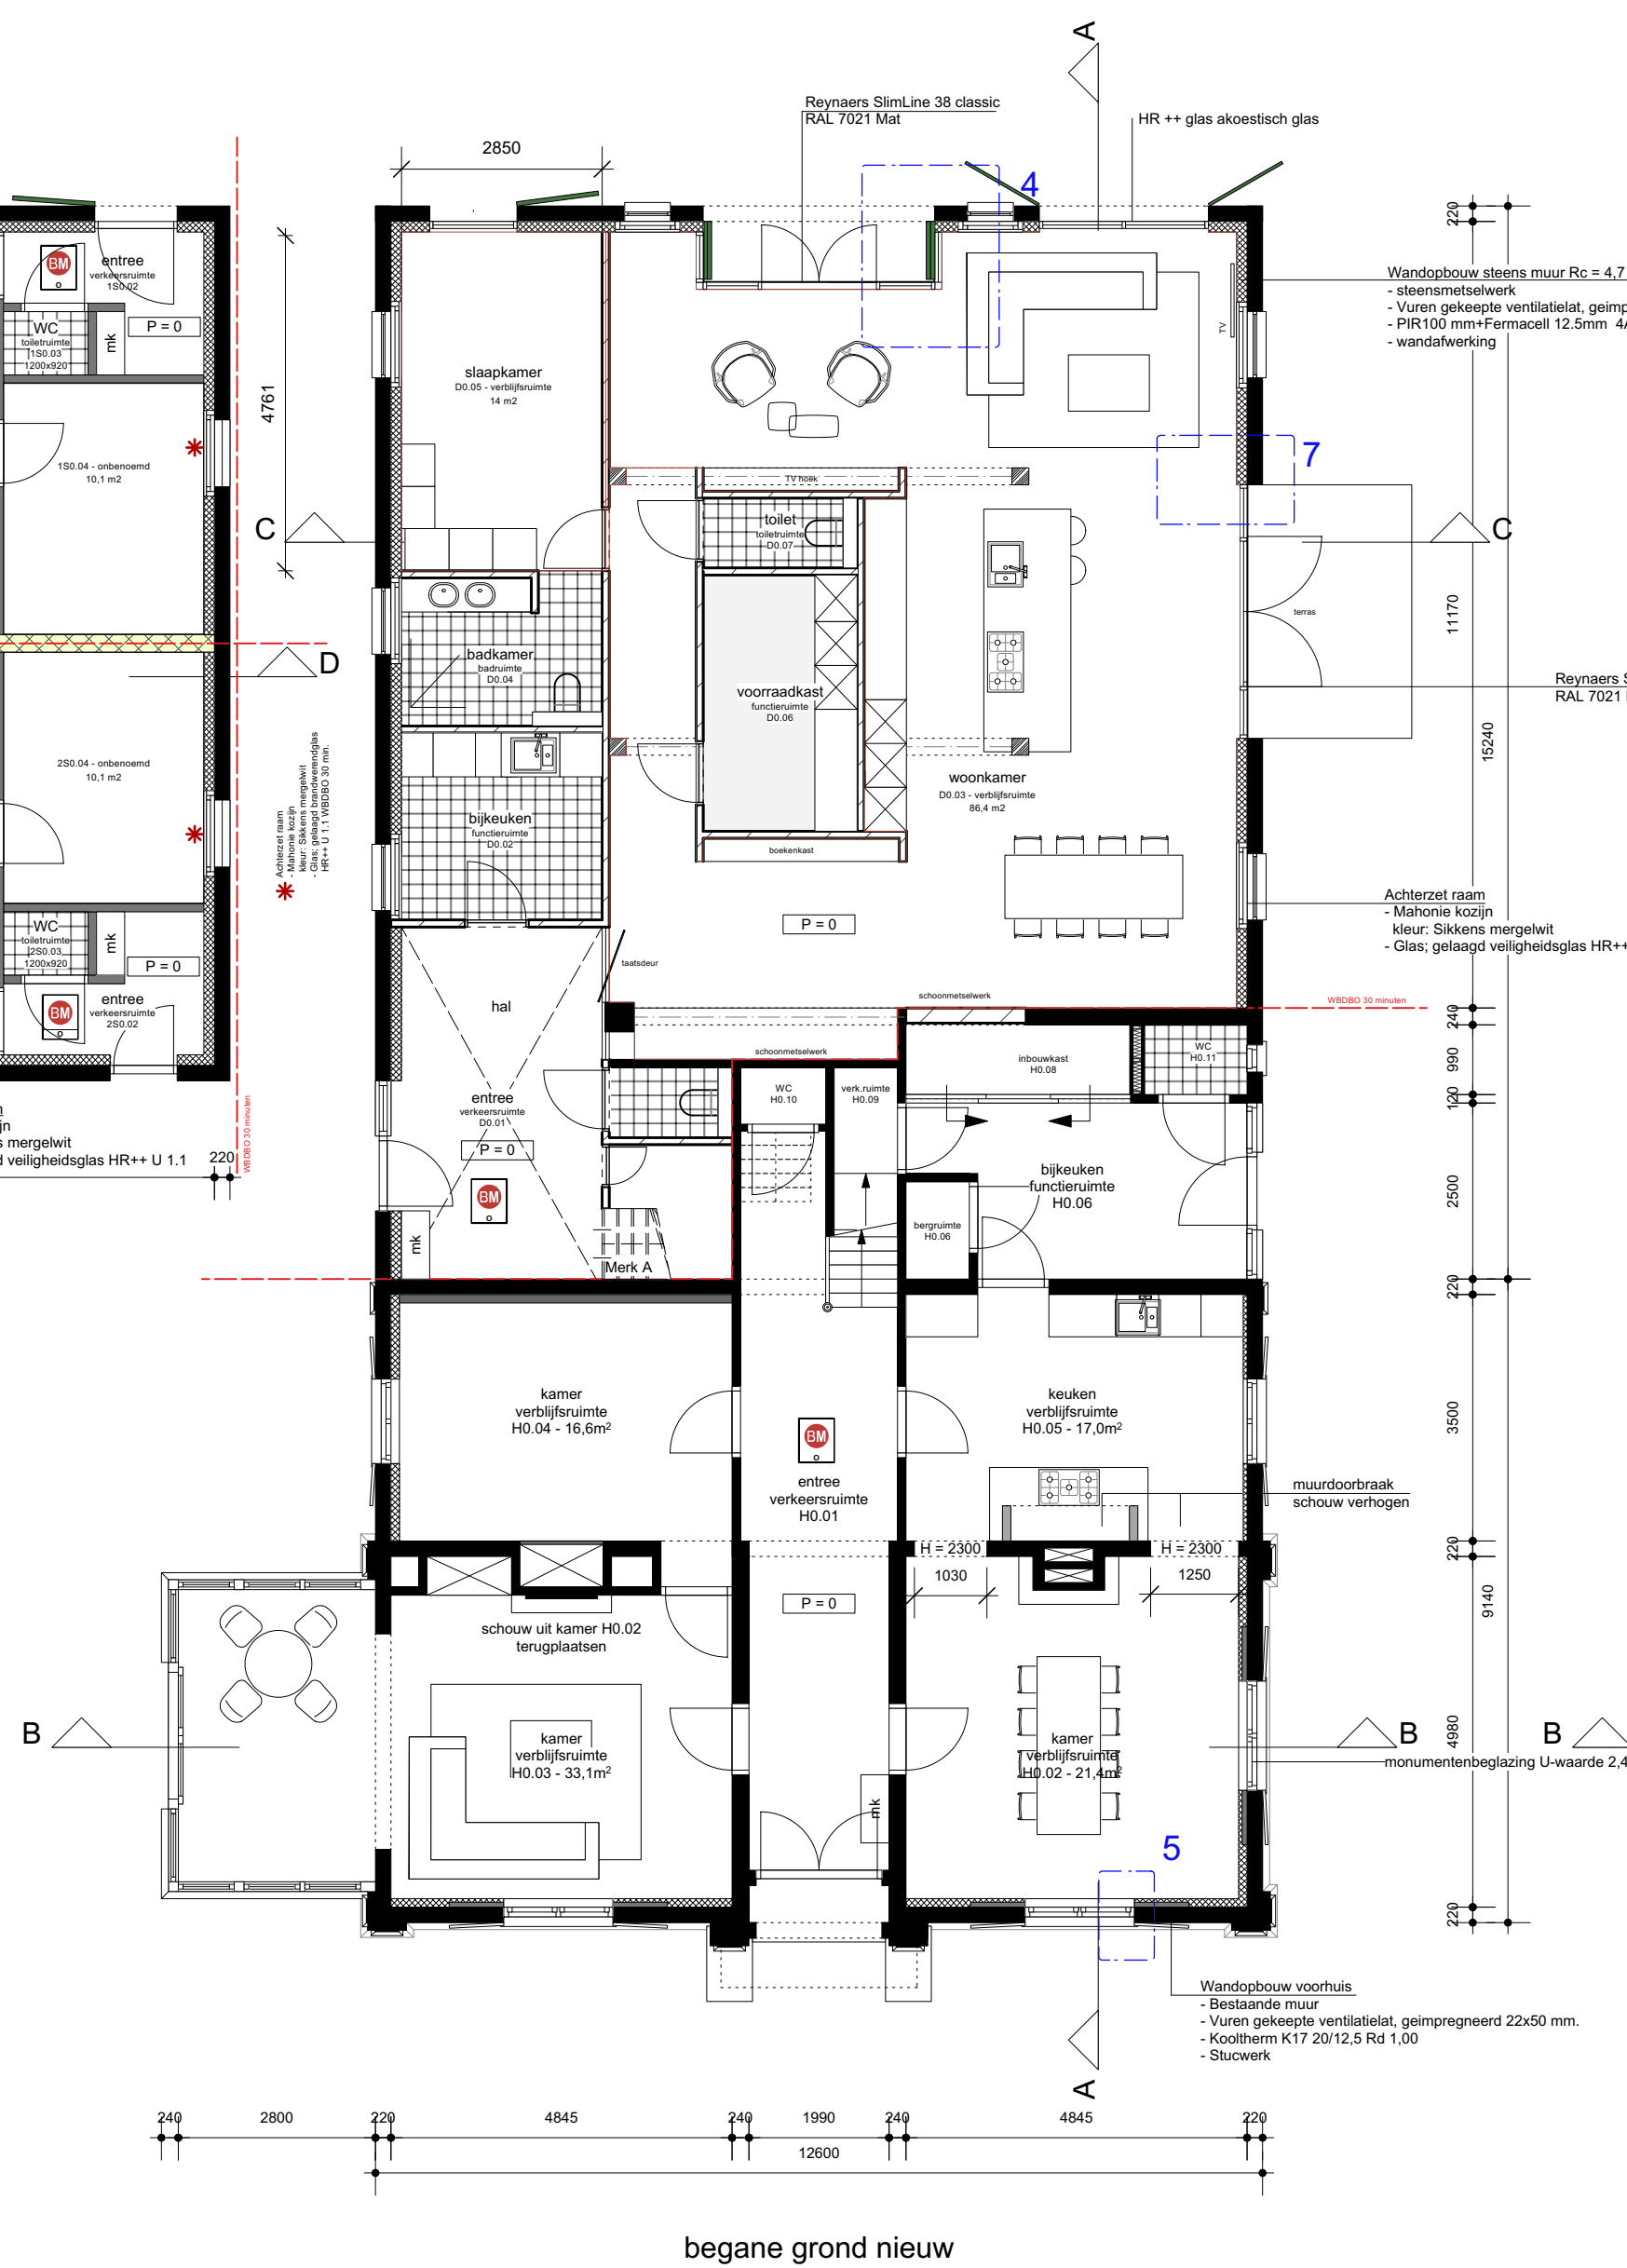 A
Reynaers SlimLine 38 classic
RAL 7021 Mat
HR ++ glas akoestisch glas
2850
4
220
BM
entree
verkeersruimte
1S0.02
WC
toiletruimte
1S0.03
1200x920
mk
P = 0
Wandopbouw steens muur Rc = 4,7
- steensmetselwerk
- Vuren gekeepte ventilatielat, geimp
- PIR100 mm+Fermacell 12.5mm
- wandafwerking
TV
slaapkamer
D0.05 - verblijfsruimte
14 m2
4761
7
1S0.04 - onbenoemd
10,1 m2
TV hoek
C
toilet
toiletruimte
D0.07
C
11170
terras
D
badkamer
badruimte
D0.04
Reynaers S
RAL 7021
voorraadkast
functieruimte
D0.06
15240
2S0.04 - onbenoemd
10,1 m2
woonkamer
D0.03 - verblijfsruimte
86,4 m2
Achterzet raam
- Mahonie kozijn
kleur: Sikkens mergelwit
- Glas; gelaagd brandwerendglas
HR++ U 1.1 WBDBO 30 min.
bijkeuken
functieruimte
D0.02
boekenkast
Achterzet raam
- Mahonie kozijn
kleur: Sikkens mergelwit
- Glas; gelaagd veiligheidsglas HR++
P = 0
WC
toiletruimte
2S0.03
1200x920
mk
P = 0
entree
verkeersruimte
2S0.02
BM
taatsdeur
hal
schoonmetselwerk
WBDBO 30 minuten
240
schoonmetselwerk
inbouwkast
H0.08
WC
H0.11
990
WC
H0.10
verk.ruimte
H0.09
120
entree
verkeersruimte
D0.01
P = 0
BM
mk
Merk A
jn
s mergelwit
d veiligheidsglas HR++ U 1.1
220
WBDBO 30 minuten
bijkeuken
functieruimte
H0.06
bergruimte
H0.06
2500
220
kamer
verblijfsruimte
H0.04 - 16,6m²
keuken
verblijfsruimte
H0.05 - 17,0m²
3500
BM
entree
verkeersruimte
H0.01
muurdoorbraak
schouw verhogen
H = 2300
H = 2300
220
1030
1250
P = 0
9140
schouw uit kamer H0.02
terugplaatsen
B
kamer
verblijfsruimte
H0.03 - 33,1m²
kamer
verblijfsruimte
H0.02 - 21,4m²
B
4980
B
monumentenbeglazing U-waarde 2,4
mk
5
220
Wandopbouw voorhuis
- Bestaande muur
- Vuren gekeepte ventilatielat, geimpregneerd 22x50 mm.
- Kooltherm K17 20/12,5 Rd 1,00
- Stucwerk
A
240
2800
220
4845
240
1990
240
4845
220
12600
begane grond nieuw